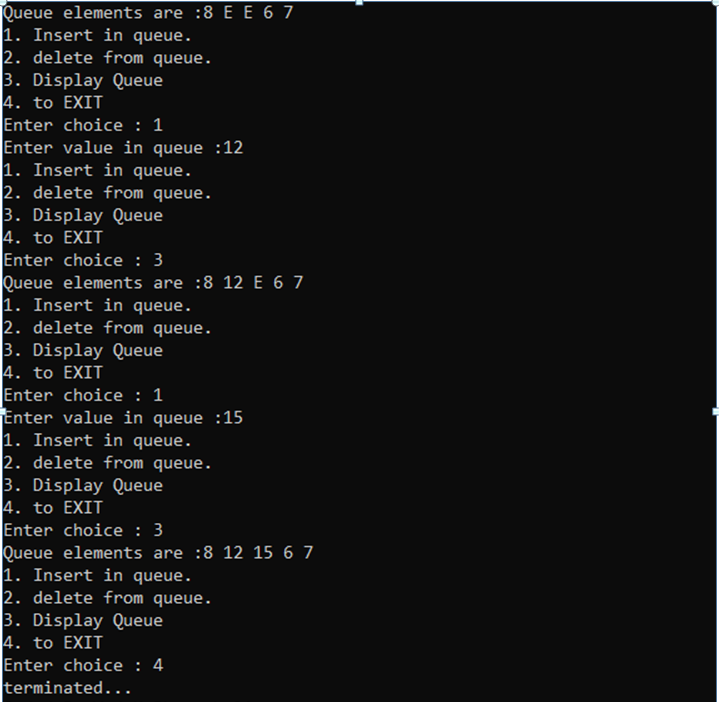 Queue elements are :8 E E 6 7
1. Insert in queue.
2. delete from queue.
3. Display Queue
4. to EXIT
Enter choice : 1
Enter value in queue :12
1. Insert in queue.
2. delete from queue.
3. Display Queue
4. to EXIT
Enter choice : 3
Queue elements are :8 12 E 6 7
1. Insert in queue.
2. delete from queue.
3. Display Queue
4. to EXIT
Enter choice : 1
Enter value in queue :15
1. Insert in queue.
2. delete from queue.
3. Display Queue
4. to EXIT
Enter choice : 3
Queue elements are :8 12 15 6 7
1. Insert in queue.
2. delete from queue.
3. Display Queue
4. to EXIT
Enter choice : 4
terminated...